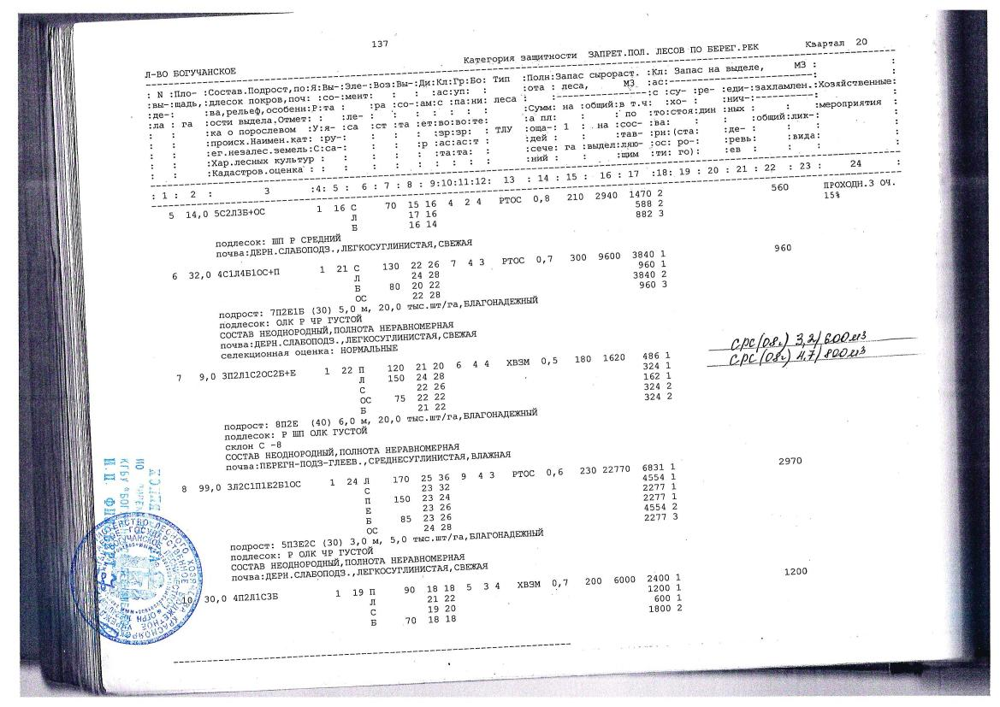 137
Категория защитности ЗАПРЕТ.ПОЛ. ЛЕСОВ ПО БЕРЕГ.РЕК Квартал 20
Л-ВО БОГУЧАНСКОЕ
: N :Пло- :Состав.Подрост,по:Я:Вы-:Эле-:Воз:Вы-:Ди:Кл:Гр:Бо: Тип :Полн:Запас сырораст. :Кл: Запас на выделе, М3 : :
:вы-:щадь,:длесок покров,поч: :со-:мент: : : :ас:уп: : леса :ота : леса, М3 :ас:
:де-: :ва,рельеф,особенн:Р:та : :ра :со-:ам:с :па:ни: :Сумм: на :общий:в т.ч: :су- : ре- :еди-:захламлен.:Хозяйственные:
:ла : га :ости выдела.Отмет: : :ле- : :ст :та :ет:во:во:те: :а пл: : : по :то:стоя:дин :ных : : мероприятия :
: : :ка о порослевом :У:я- :са : ТЛУ :оща-: 1 : на :сос- :ва: : :де- : общий:лик-: :
: : :происх.Наимен.кат: :ру-: :р :ас:ас:т : :дей : : :тав- :рн:(ста: :ревь: :вида: :
: : :ег.незалес.земель:С:са-: :та:та: : :сече: га :выдел:ляю- :ос: ро- : :ев : : : :
: : :Хар.лесных культур : : :ний : : :щим :ти: го): : : : : :
: : :Кадастров.оценка : :
: 1 : 2 : 3 :4: 5 : 6 : 7 : 8 : 9:10:11:12: 13 : 14 : 15 : 16 : 17 :18: 19 : 20 : 21 : 22 : 23 : 24 :
5 14,0 5С2Л3Б+ОС 1 16 С 70 15 16 4 2 4 РТОС 0,8 210 2940 1470 2 560 ПРОХОДН.3 ОЧ.
Л 17 16 588 2 15%
Б 16 14 882 3
подлесок: ШП Р СРЕДНИЙ
почва:ДЕРН.СЛАБОПОДЗ.,ЛЕГКОСУГЛИНИСТАЯ,СВЕЖАЯ
6 32,0 4С1Л4Б1ОС+П 1 21 С 130 22 26 7 4 3 РТОС 0,7 300 9600 3840 1 960
Л 24 28 960 1
Б 80 20 22 3840 2
ОС 22 28 960 3
подрост: 7П2Е1Б (30) 5,0 м, 20,0 тыс.шт/га,БЛАГОНАДЕЖНЫЙ
подлесок: ОЛК Р ЧР ГУСТОЙ
СОСТАВ НЕОДНОРОДНЫЙ,ПОЛНОТА НЕРАВНОМЕРНАЯ
почва:ДЕРН.СЛАБОПОДЗ.,ЛЕГКОСУГЛИНИСТАЯ,СВЕЖАЯ
селекционная оценка: НОРМАЛЬНЫЕ
СРС(08г) 3,2/600м3
СРС(08г) 4,7/800м3
7 9,0 3П2Л1С2ОС2Б+Е 1 22 П 120 21 20 6 4 4 ХВЗМ 0,5 180 1620 486 1
Л 150 24 28 324 1
С 22 26 162 1
ОС 75 22 22 324 2
Б 21 22 324 2
подрост: 8П2Е (40) 6,0 м, 20,0 тыс.шт/га,БЛАГОНАДЕЖНЫЙ
подлесок: Р ШП ОЛК ГУСТОЙ
склон С -8
СОСТАВ НЕОДНОРОДНЫЙ,ПОЛНОТА НЕРАВНОМЕРНАЯ
почва:ПЕРЕГН-ПОДЗ-ГЛЕЕВ.,СРЕДНЕСУГЛИНИСТАЯ,ВЛАЖНАЯ
8 99,0 3Л2С1П1Е2Б1ОС 1 24 Л 170 25 36 9 4 3 РТОС 0,6 230 22770 6831 1 2970
С 23 32 4554 1
П 150 23 24 2277 1
Е 23 26 2277 1
Б 85 23 26 4554 2
ОС 24 28 2277 3
подрост: 5П3Е2С (30) 3,0 м, 5,0 тыс.шт/га,БЛАГОНАДЕЖНЫЙ
подлесок: Р ОЛК ЧР ГУСТОЙ
СОСТАВ НЕОДНОРОДНЫЙ,ПОЛНОТА НЕРАВНОМЕРНАЯ
почва:ДЕРН.СЛАБОПОДЗ.,ЛЕГКОСУГЛИНИСТАЯ,СВЕЖАЯ
10 30,0 4П2Л1С3Б 1 19 П 90 18 18 5 3 4 ХВЗМ 0,7 200 6000 2400 1 1200
Л 21 22 1200 1
С 19 20 600 1
Б 70 18 18 1800 2